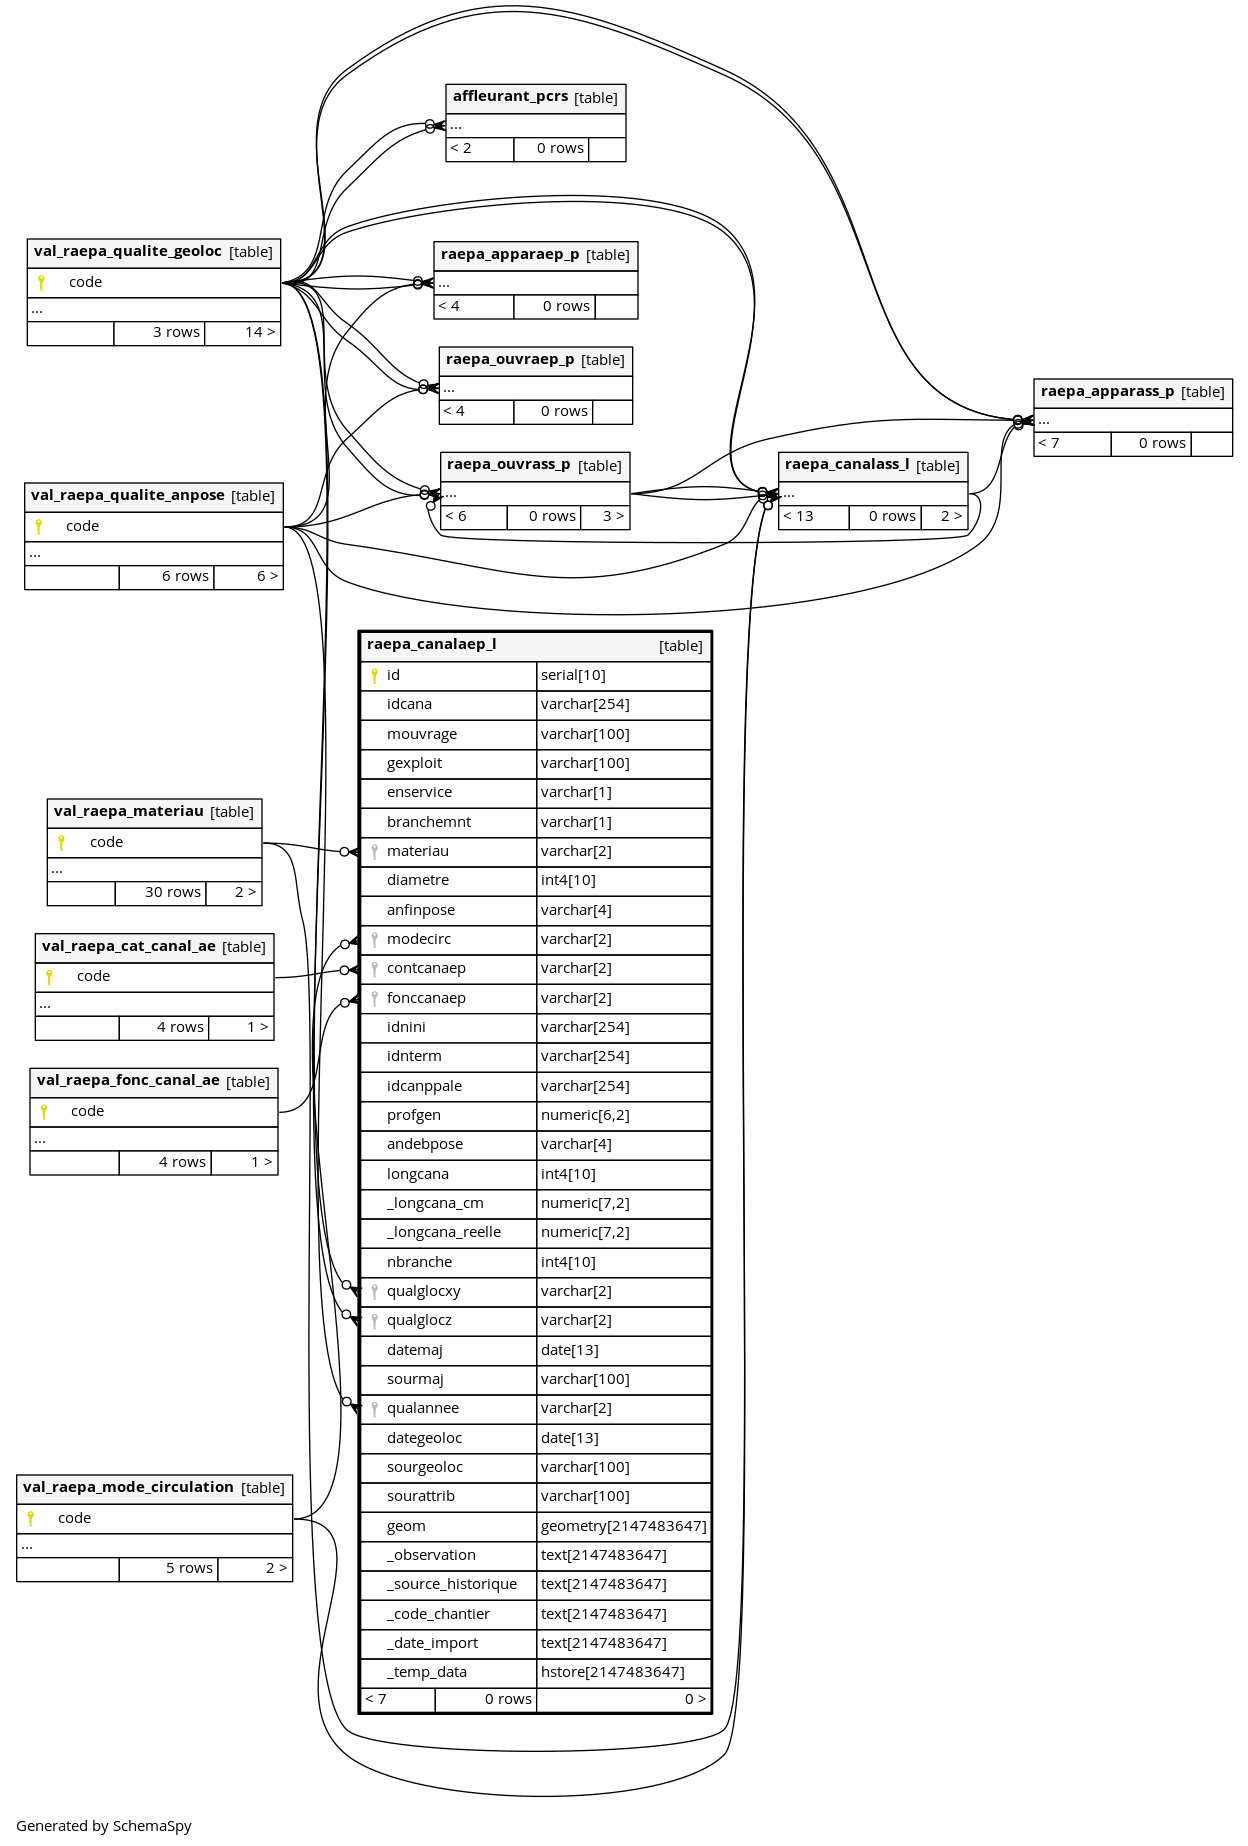 affleurant_pcrs [table]
...
< 2 0 rows
val_raepa_qualite_geoloc [table]
code
...
3 rows 14 >
raepa_apparaep_p [table]
...
< 4 0 rows
raepa_ouvraep_p [table]
...
< 4 0 rows
raepa_apparass_p [table]
...
< 7 0 rows
raepa_ouvrass_p [table]
...
< 6 0 rows 3 >
raepa_canalass_l [table]
...
< 13 0 rows 2 >
val_raepa_qualite_anpose [table]
code
...
6 rows 6 >
raepa_canalaep_l [table]
id serial[10]
idcana varchar[254]
mouvrage varchar[100]
gexploit varchar[100]
enservice varchar[1]
branchemnt varchar[1]
materiau varchar[2]
diametre int4[10]
anfinpose varchar[4]
modecirc varchar[2]
contcanaep varchar[2]
fonccanaep varchar[2]
idnini varchar[254]
idnterm varchar[254]
idcanppale varchar[254]
profgen numeric[6,2]
andebpose varchar[4]
longcana int4[10]
_longcana_cm numeric[7,2]
_longcana_reelle numeric[7,2]
nbranche int4[10]
qualglocxy varchar[2]
qualglocz varchar[2]
datemaj date[13]
sourmaj varchar[100]
qualannee varchar[2]
dategeoloc date[13]
sourgeoloc varchar[100]
sourattrib varchar[100]
geom geometry[2147483647]
_observation text[2147483647]
_source_historique text[2147483647]
_code_chantier text[2147483647]
_date_import text[2147483647]
_temp_data hstore[2147483647]
< 7 0 rows 0 >
val_raepa_materiau [table]
code
...
30 rows 2 >
val_raepa_cat_canal_ae [table]
code
...
4 rows 1 >
val_raepa_fonc_canal_ae [table]
code
...
4 rows 1 >
val_raepa_mode_circulation [table]
code
...
5 rows 2 >
Generated by SchemaSpy